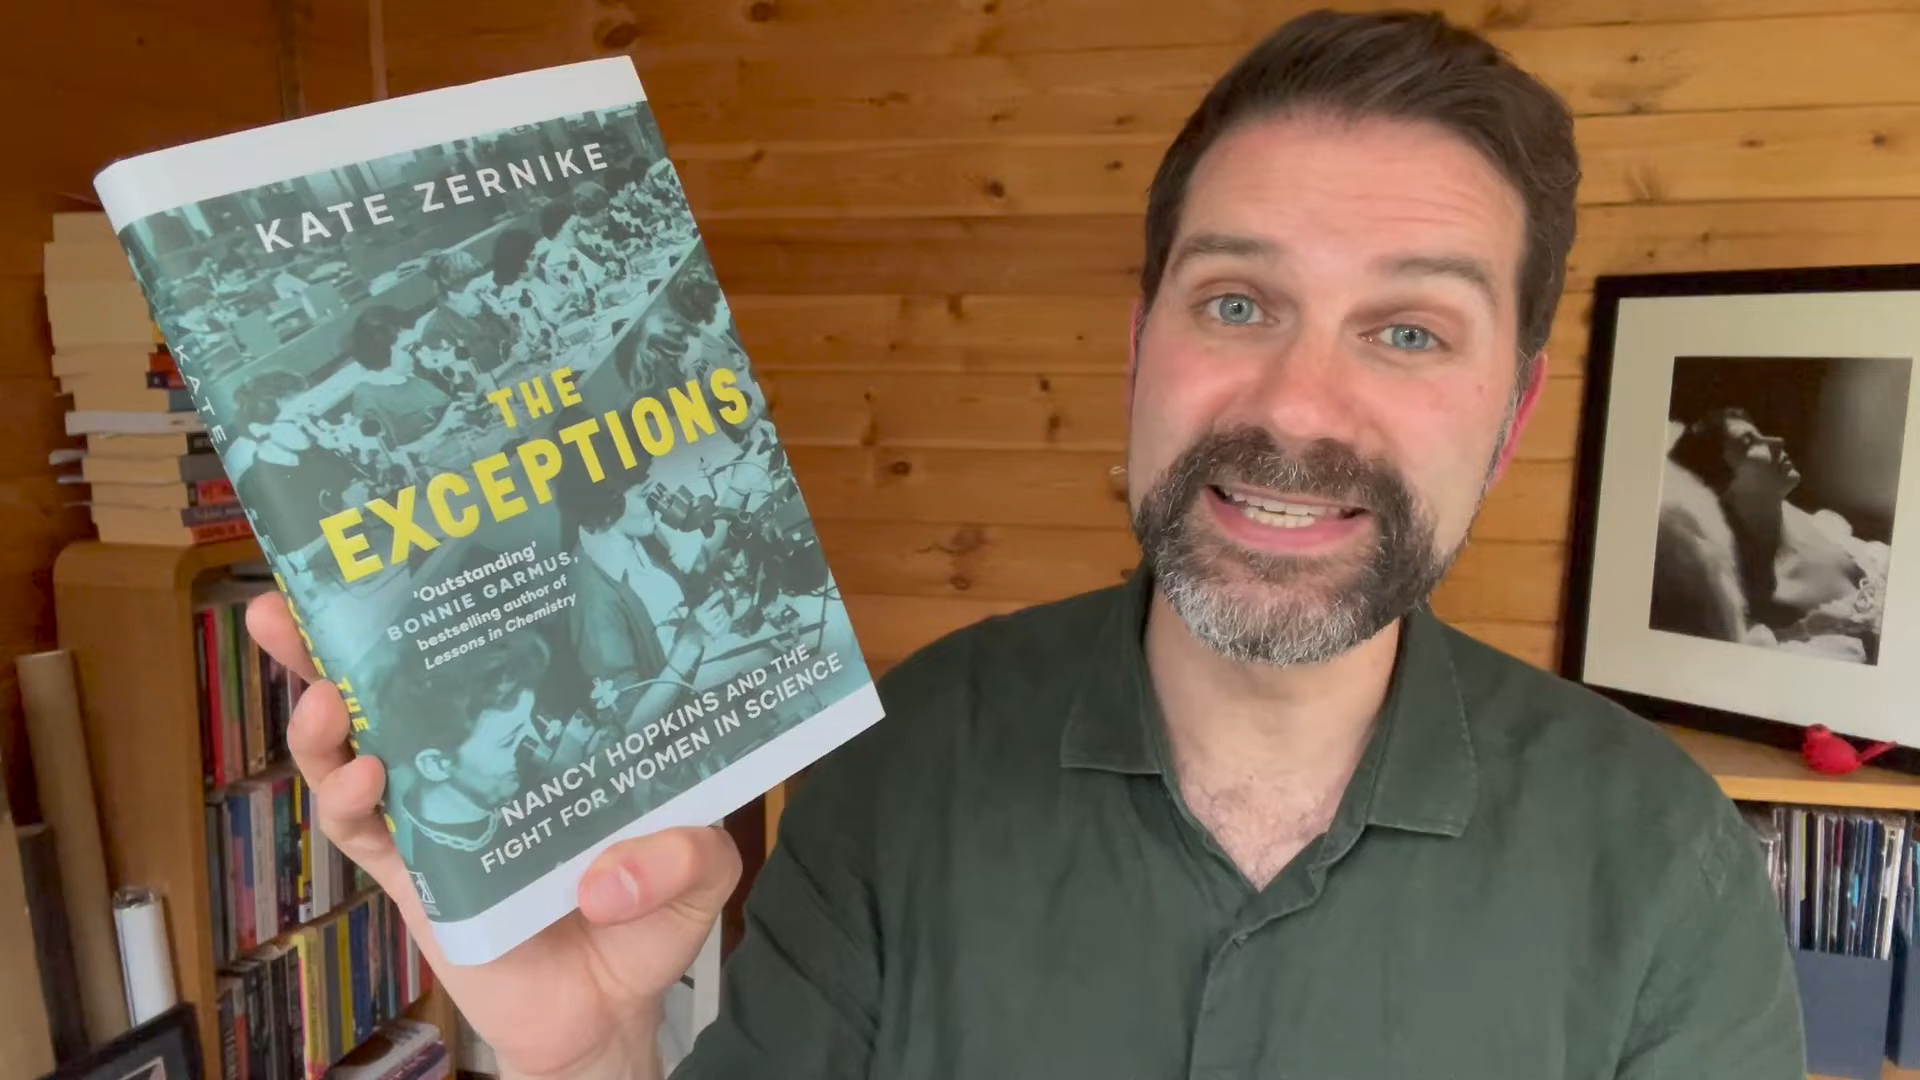 KATE ZERNIKE
THE
EXCEPTIONS
'Outstanding'
BONNIE GARMUS,
bestselling author of
Lessons in Chemistry
NANCY HOPKINS AND THE
FIGHT FOR WOMEN IN SCIENCE
KATE
THE